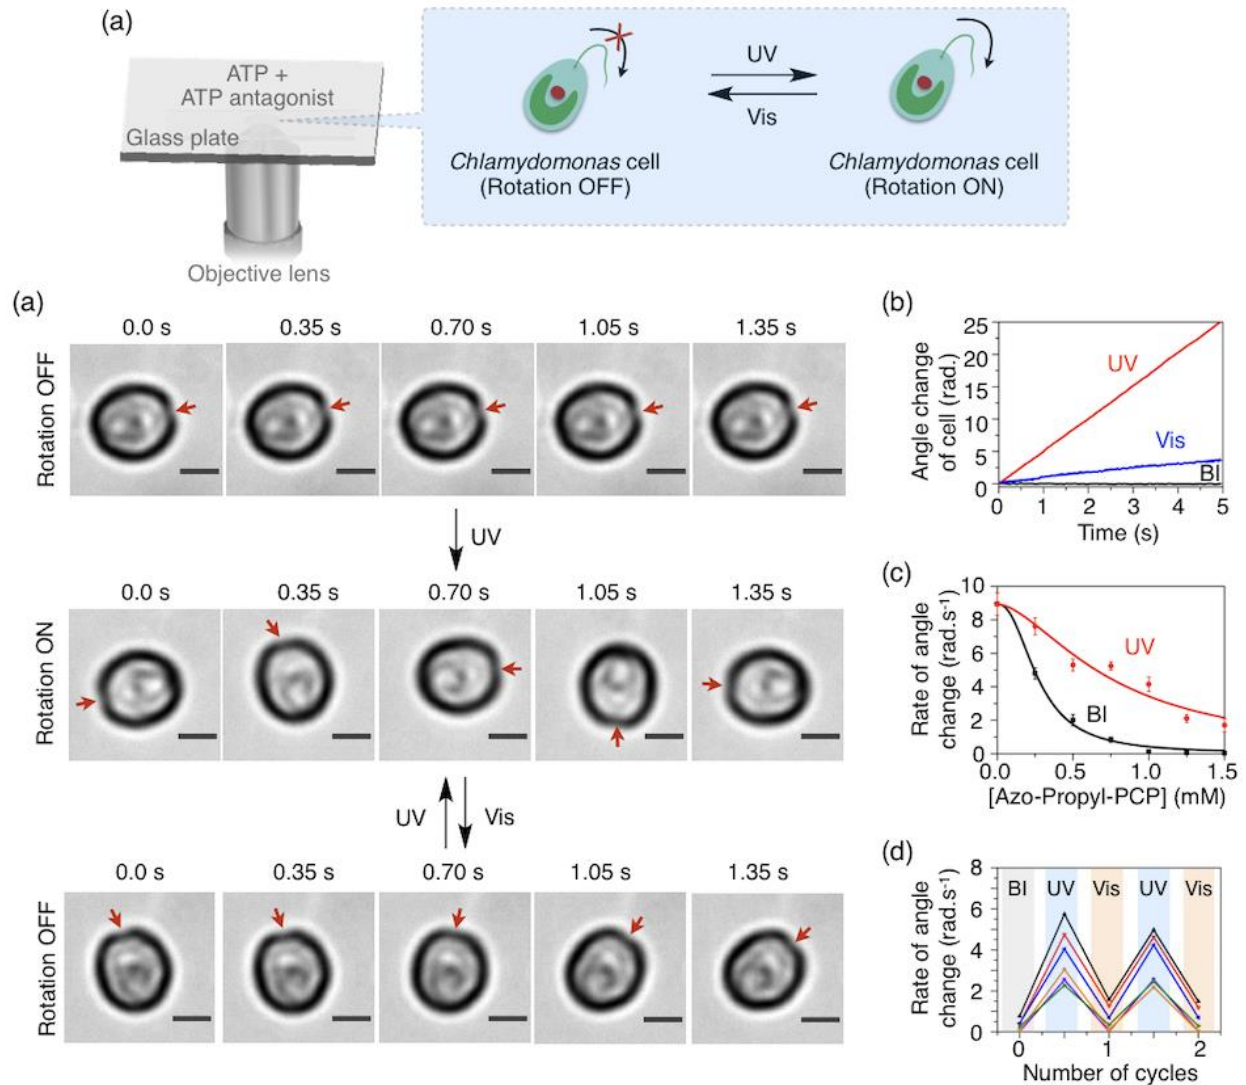 (a)
ATP +
ATP antagonist
Glass plate
Objective lens
UV
Vis
Chlamydomonas cell
(Rotation OFF)
Chlamydomonas cell
(Rotation ON)
(a)
0.0 s 0.35 s 0.70 s 1.05 s 1.35 s
Rotation OFF
UV
0.0 s 0.35 s 0.70 s 1.05 s 1.35 s
Rotation ON
UV Vis
0.0 s 0.35 s 0.70 s 1.05 s 1.35 s
Rotation OFF
(b)
Angle change
of cell (rad.)
25
20
15
10
5
0
UV
Vis
BI
0 1 2 3 4 5
Time (s)
(c)
Rate of angle
change (rad.s-1)
10
8
6
4
2
0
UV
BI
0.0 0.5 1.0 1.5
[Azo-Propyl-PCP] (mM)
(d)
Rate of angle
change (rad.s-1)
8
6
4
2
0
BI UV Vis UV Vis
0 1 2
Number of cycles